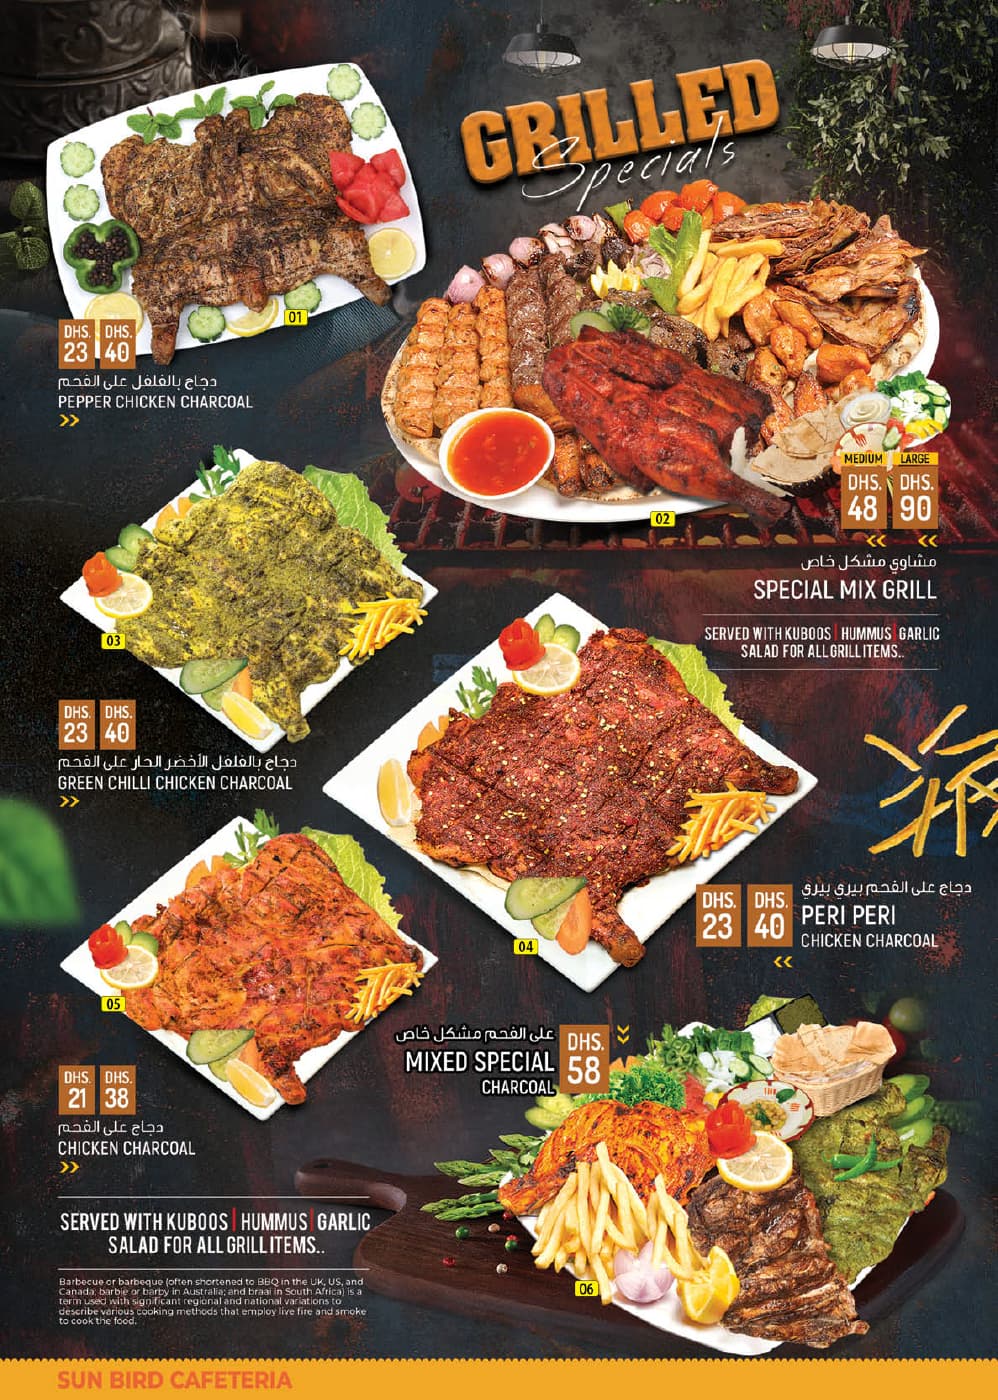 GRILLED
Specials
01
DHS. 23 DHS. 40
دجاج بالفلفل على الفحم
PEPPER CHICKEN CHARCOAL
02
MEDIUM LARGE
DHS. 48 DHS. 90
مشاوي مشكل خاص
SPECIAL MIX GRILL
SERVED WITH KUBOOS | HUMMUS | GARLIC
SALAD FOR ALL GRILL ITEMS..
03
DHS. 23 DHS. 40
دجاج بالفلفل الأخضر الحار على الفحم
GREEN CHILLI CHICKEN CHARCOAL
04
DHS. 23 DHS. 40
دجاج على الفحم بيري بيري
PERI PERI
CHICKEN CHARCOAL
05
DHS. 21 DHS. 38
دجاج على الفحم
CHICKEN CHARCOAL
على الفحم مشكل خاص
MIXED SPECIAL
CHARCOAL
DHS. 58
06
SERVED WITH KUBOOS | HUMMUS | GARLIC
SALAD FOR ALL GRILL ITEMS..
Barbecue or barbeque (often shortened to BBQ in the UK, US, and
Canada; barbie or barby in Australia; and braai in South Africa) is a
term used with significant regional and national variations to
describe various cooking methods that employ live fire and smoke
to cook the food.
SUN BIRD CAFETERIA